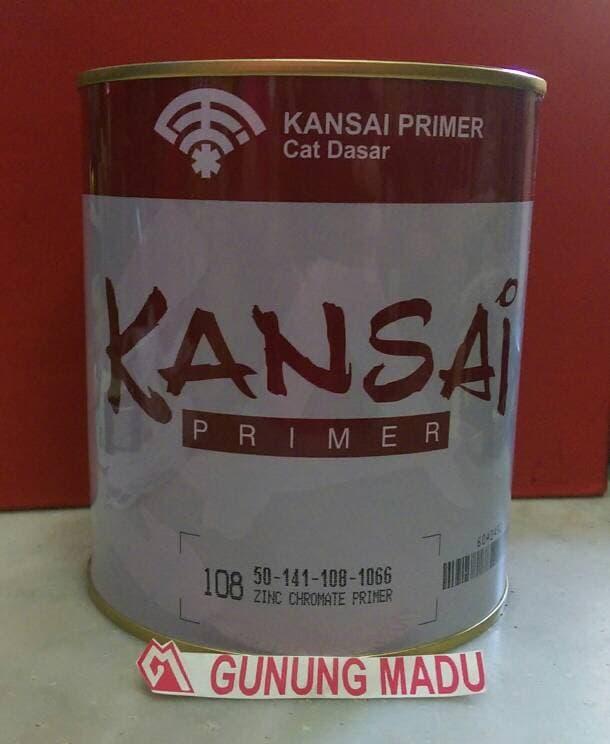 KANSAI PRIMER
Cat Dasar
KANSAI
PRIMER
108 50-141-108-1066
ZINC CHROMATE PRIMER
GUNUNG MADU